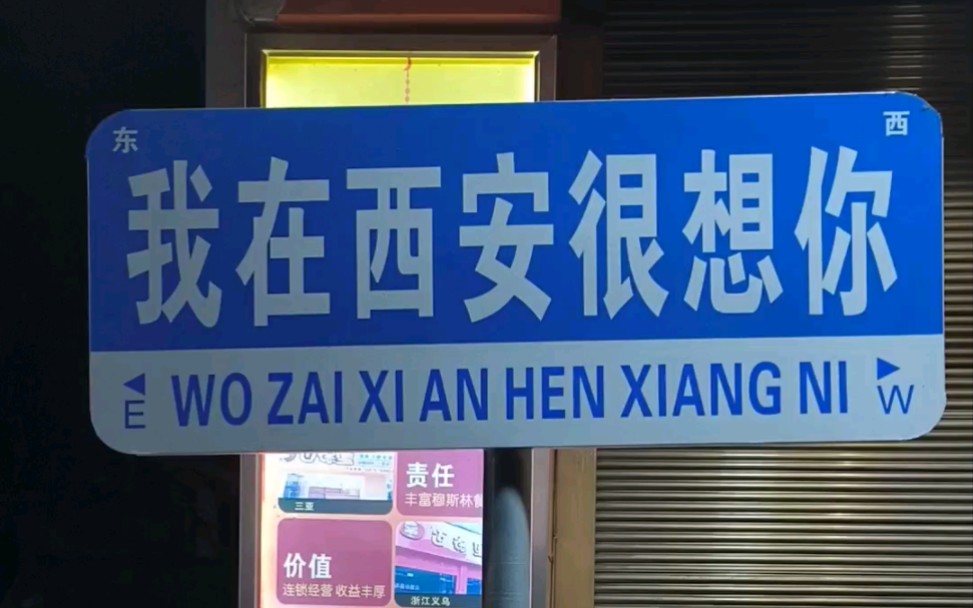 东 西
我在西安很想你
◀ WO ZAI XI AN HEN XIANG NI ▶
E W
责任
丰富穆斯林餐
三亚
价值
连锁经营 收益丰厚
浙江义乌